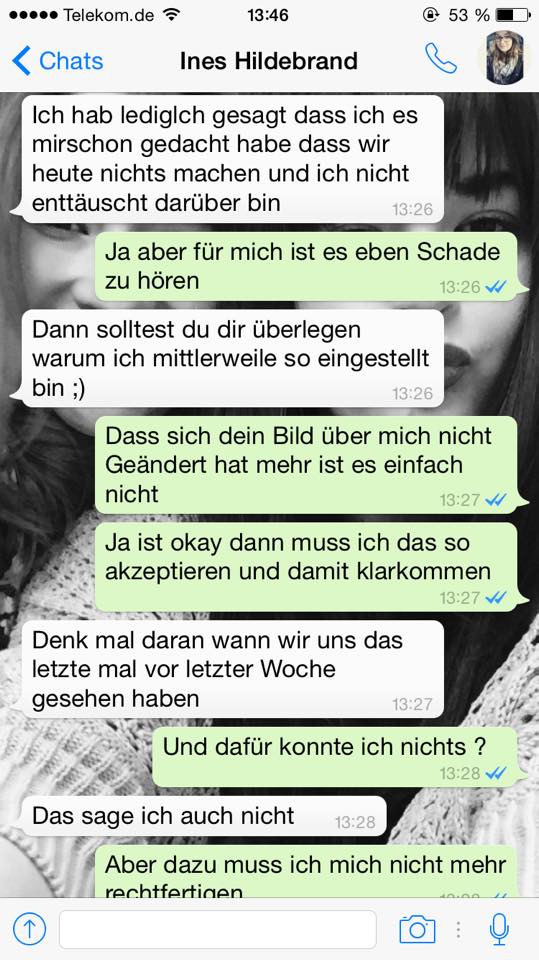 Telekom.de 13:46 53 %
Chats Ines Hildebrand
Ich hab lediglch gesagt dass ich es
mirschon gedacht habe dass wir
heute nichts machen und ich nicht
enttäuscht darüber bin 13:26
Ja aber für mich ist es eben Schade
zu hören 13:26
Dann solltest du dir überlegen
warum ich mittlerweile so eingestellt
bin ;) 13:26
Dass sich dein Bild über mich nicht
Geändert hat mehr ist es einfach
nicht 13:27
Ja ist okay dann muss ich das so
akzeptieren und damit klarkommen
13:27
Denk mal daran wann wir uns das
letzte mal vor letzter Woche
gesehen haben 13:27
Und dafür konnte ich nichts ?
13:28
Das sage ich auch nicht 13:28
Aber dazu muss ich mich nicht mehr
rechtfertigen